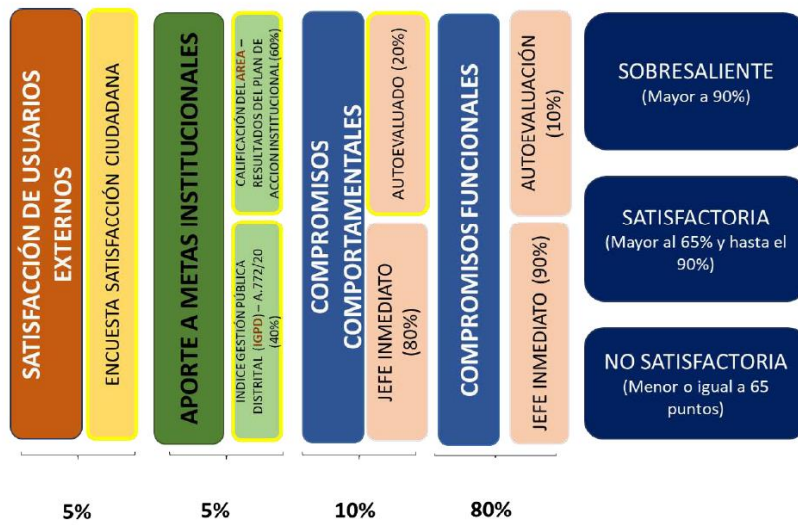 SATISFACCIÓN DE USUARIOS
EXTERNOS
ENCUESTA SATISFACCIÓN CIUDADANA
APORTE A METAS INSTITUCIONALES
CALIFICACIÓN DEL AREA –
RESULTADOS DEL PLAN DE
ACCION INSTITUCIONAL (60%)
INDICE GESTIÓN PÚBLICA
DISTRITAL (IGPD) – A.772/20
(40%)
COMPROMISOS
COMPORTAMENTALES
AUTOEVALUADO (20%)
JEFE INMEDIATO
(80%)
COMPROMISOS FUNCIONALES
AUTOEVALUACIÓN
(10%)
JEFE INMEDIATO (90%)
SOBRESALIENTE
(Mayor a 90%)
SATISFACTORIA
(Mayor al 65% y hasta el
90%)
NO SATISFACTORIA
(Menor o igual a 65
puntos)
5%
5%
10%
80%